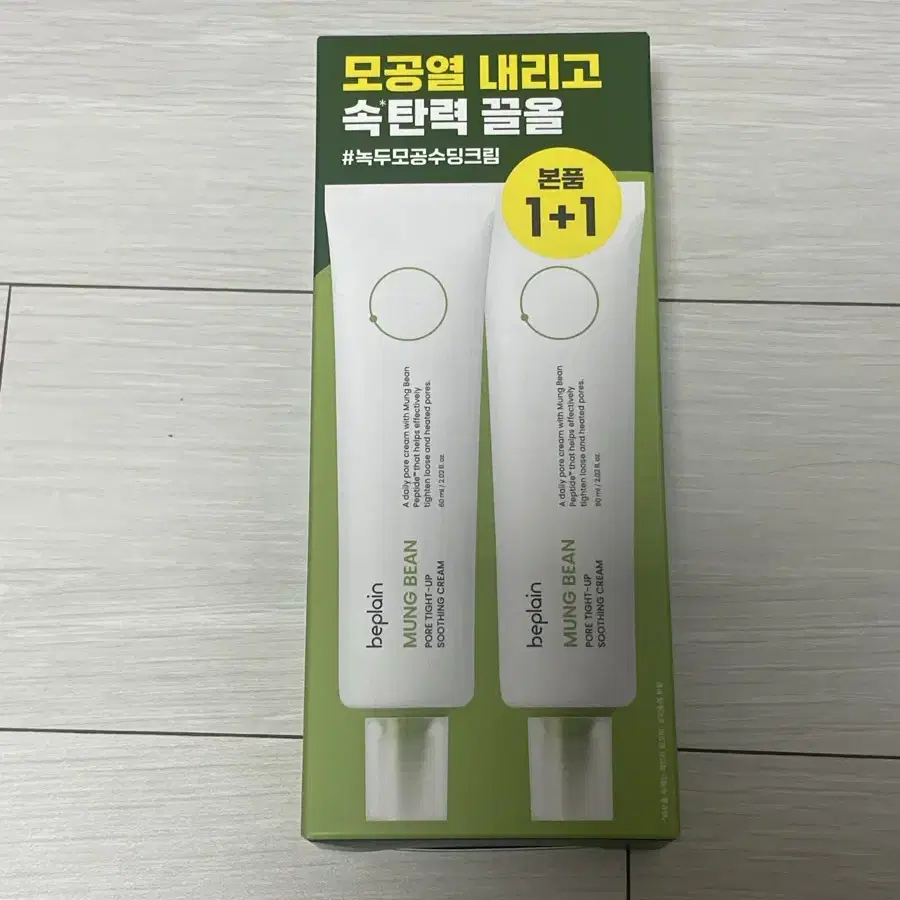 모공열 내리고
속*탄력 끌올
#녹두모공수딩크림
본품
1+1
beplain
MUNG BEAN
PORE TIGHT-UP
SOOTHING CREAM
A daily pore cream with Mung Bean
Peptide™ that helps effectively
tighten loose and heated pores.
60 ml / 2.02 fl. oz.
beplain
MUNG BEAN
PORE TIGHT-UP
SOOTHING CREAM
A daily pore cream with Mung Bean
Peptide™ that helps effectively
tighten loose and heated pores.
60 ml / 2.02 fl. oz.